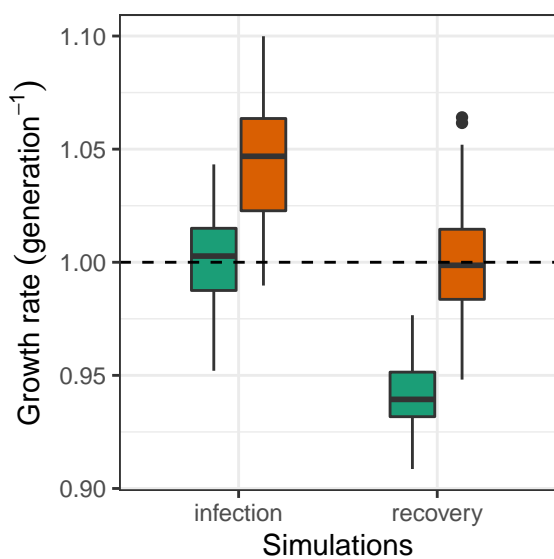 Growth rate (generation⁻¹)
1.10
1.05
1.00
0.95
0.90
infection recovery
Simulations